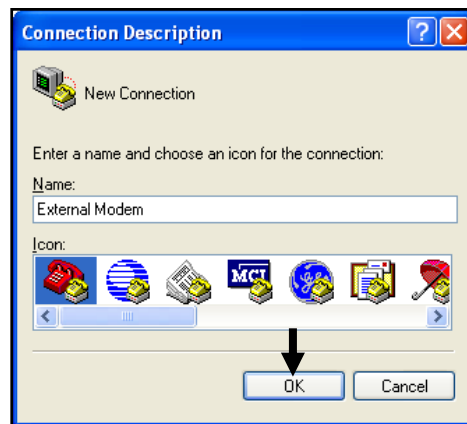 Connection Description
New Connection
Enter a name and choose an icon for the connection:
Name:
External Modem
Icon:
MCI
OK
Cancel